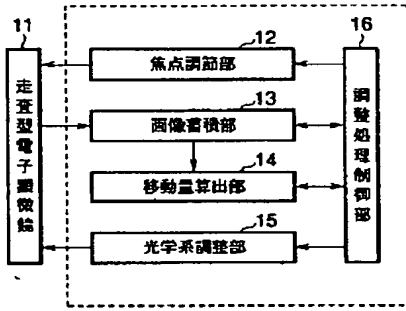 11
走査型電子顕微鏡
12
焦点調節部
13
画像蓄積部
14
移動量算出部
15
光学系調整部
16
調整処理制御部